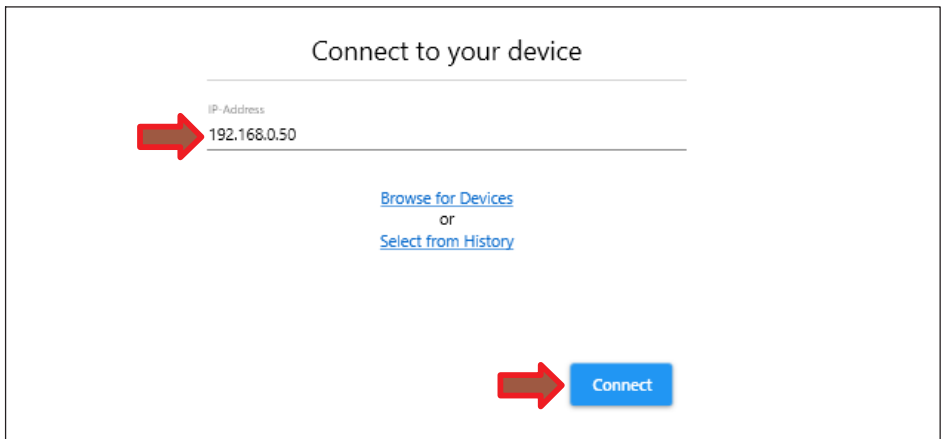 Connect to your device
IP-Address
192.168.0.50
Browse for Devices
or
Select from History
Connect